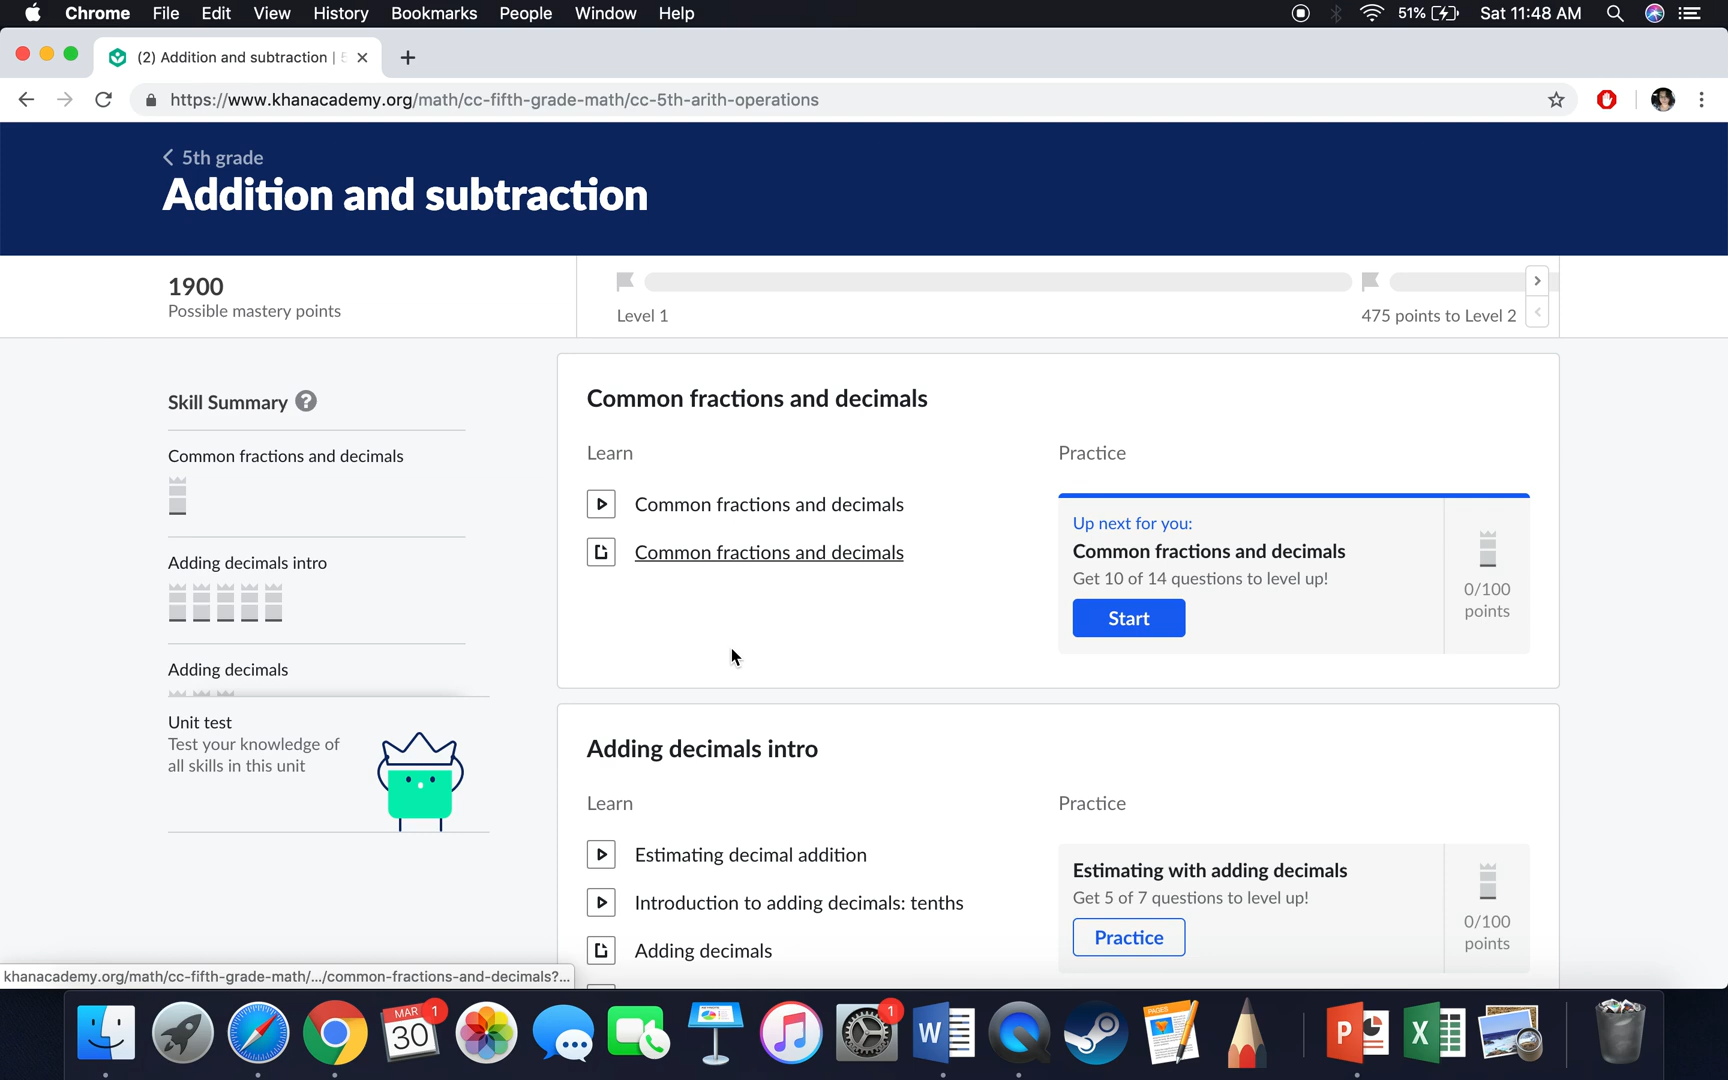 Chrome File Edit View History Bookmarks People Window Help 51% Sat 11:48 AM
(2) Addition and subtraction |
https://www.khanacademy.org/math/cc-fifth-grade-math/cc-5th-arith-operations
5th grade
Addition and subtraction
1900
Possible mastery points
Level 1
475 points to Level 2
Skill Summary ?
Common fractions and decimals
Adding decimals intro
Adding decimals
Unit test
Test your knowledge of
all skills in this unit
Common fractions and decimals
Learn
Common fractions and decimals
Common fractions and decimals
Practice
Up next for you:
Common fractions and decimals
Get 10 of 14 questions to level up!
Start
0/100
points
Adding decimals intro
Learn
Estimating decimal addition
Introduction to adding decimals: tenths
Adding decimals
Practice
Estimating with adding decimals
Get 5 of 7 questions to level up!
Practice
0/100
points
khanacademy.org/math/cc-fifth-grade-math/.../common-fractions-and-decimals?...
MAR
30
1
1
W
PAGES
P
X